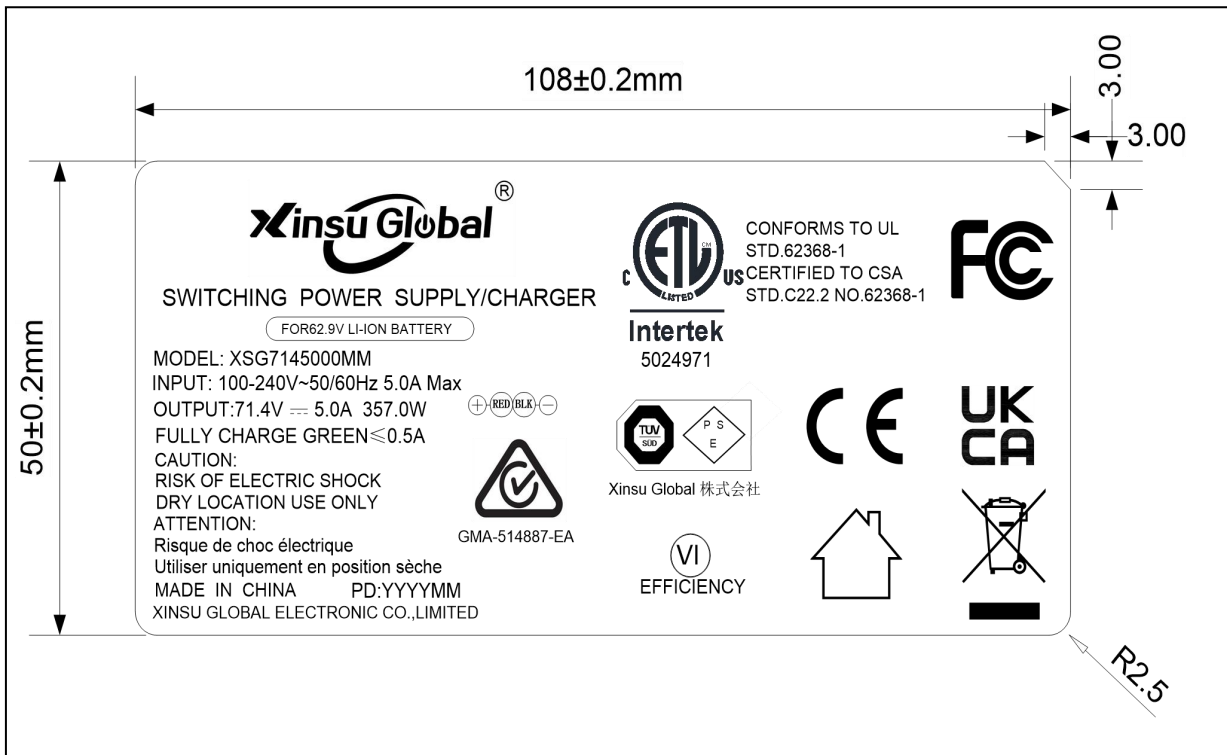 108±0.2mm
3.00
3.00
50±0.2mm
R2.5
Xinsu Global ®
SWITCHING POWER SUPPLY/CHARGER
FOR62.9V LI-ION BATTERY
MODEL: XSG7145000MM
INPUT: 100-240V~50/60Hz 5.0A Max
OUTPUT:71.4V ⎓ 5.0A 357.0W
+ RED BLK −
FULLY CHARGE GREEN≤0.5A
CAUTION:
RISK OF ELECTRIC SHOCK
DRY LOCATION USE ONLY
ATTENTION:
Risque de choc électrique
Utiliser uniquement en position sèche
MADE IN CHINA PD:YYYYMM
XINSU GLOBAL ELECTRONIC CO.,LIMITED
GMA-514887-EA
C ETL CM US
LISTED
Intertek
5024971
CONFORMS TO UL
STD.62368-1
CERTIFIED TO CSA
STD.C22.2 NO.62368-1
FC
TUV
SUD
P S
E
Xinsu Global 株式会社
CE
UK
CA
VI
EFFICIENCY